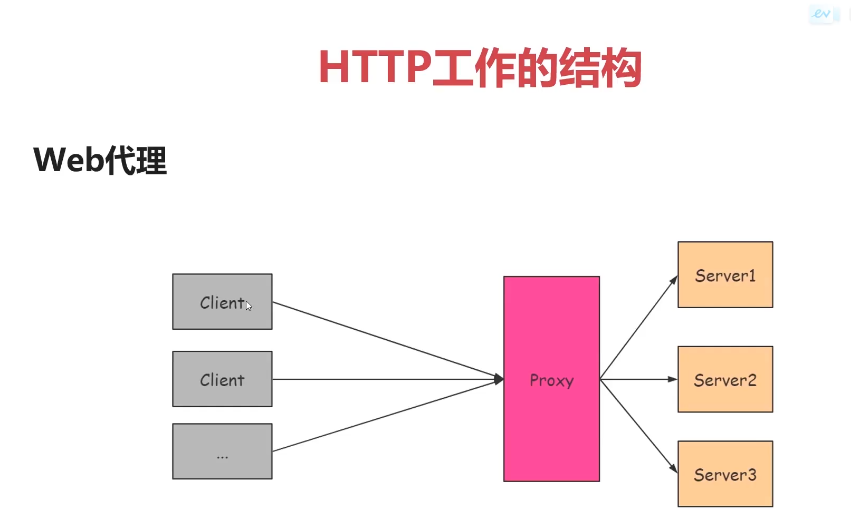 ev
HTTP工作的结构
Web代理
Client
Client
...
Proxy
Server1
Server2
Server3